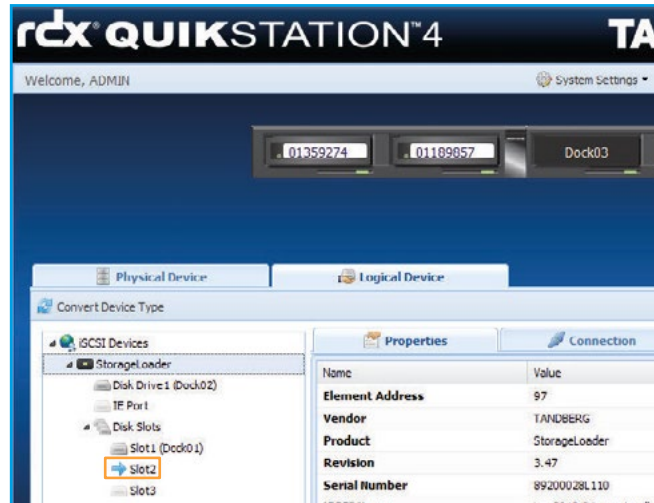 rdx® QUIKSTATION™4 TA
Welcome, ADMIN System Settings
01359274 01189857 Dock03
Physical Device Logical Device
Convert Device Type
iSCSI Devices
StorageLoader
Disk Drive1 (Dock02)
IE Port
Disk Slots
Slot1 (Dock01)
Slot2
Slot3
Properties Connection
Name Value
Element Address 97
Vendor TANDBERG
Product StorageLoader
Revision 3.47
Serial Number 89200028L110